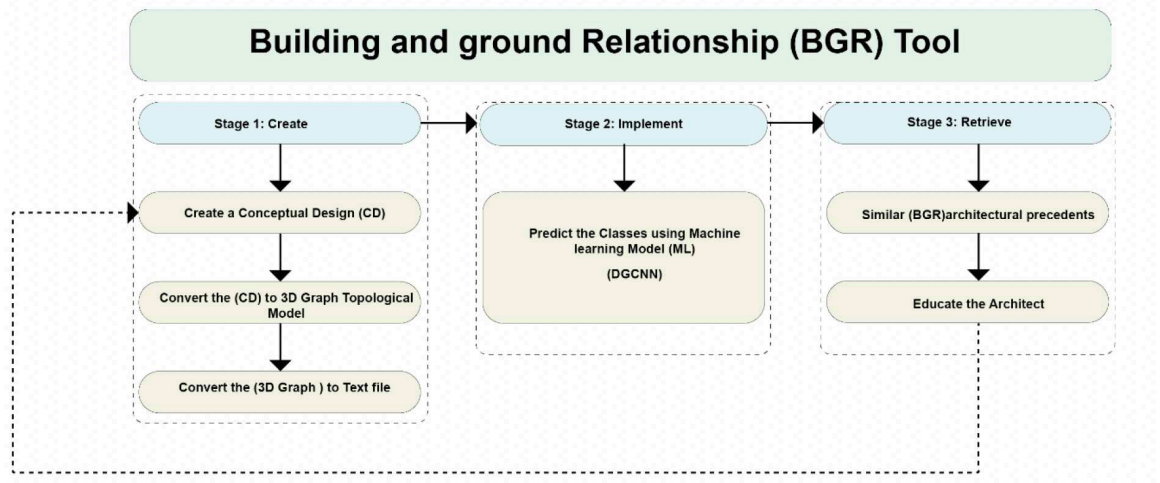 Building and ground Relationship (BGR) Tool
Stage 1: Create
Create a Conceptual Design (CD)
Convert the (CD) to 3D Graph Topological
Model
Convert the (3D Graph ) to Text file
Stage 2: Implement
Predict the Classes using Machine
learning Model (ML)
(DGCNN)
Stage 3: Retrieve
Similar (BGR)architectural precedents
Educate the Architect